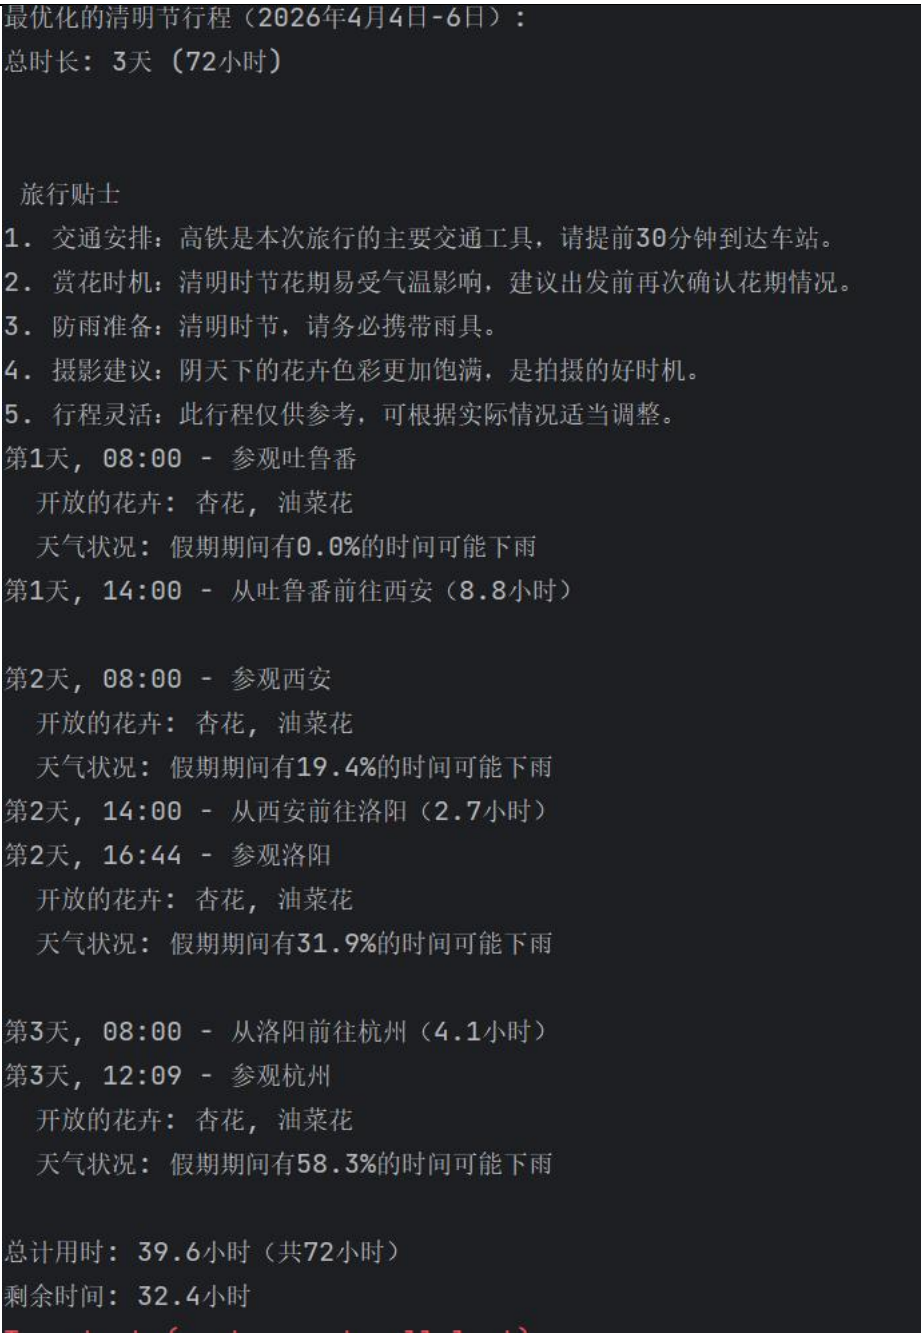 最优化的清明节行程（2026年4月4日-6日）:
总时长: 3天 (72小时)
旅行贴士
1. 交通安排：高铁是本次旅行的主要交通工具，请提前30分钟到达车站。
2. 赏花时机：清明时节花期易受气温影响，建议出发前再次确认花期情况。
3. 防雨准备：清明时节，请务必携带雨具。
4. 摄影建议：阴天下的花卉色彩更加饱满，是拍摄的好时机。
5. 行程灵活：此行程仅供参考，可根据实际情况适当调整。
第1天, 08:00 - 参观吐鲁番
开放的花卉: 杏花, 油菜花
天气状况: 假期期间有0.0%的时间可能下雨
第1天, 14:00 - 从吐鲁番前往西安（8.8小时）
第2天, 08:00 - 参观西安
开放的花卉: 杏花, 油菜花
天气状况: 假期期间有19.4%的时间可能下雨
第2天, 14:00 - 从西安前往洛阳（2.7小时）
第2天, 16:44 - 参观洛阳
开放的花卉: 杏花, 油菜花
天气状况: 假期期间有31.9%的时间可能下雨
第3天, 08:00 - 从洛阳前往杭州（4.1小时）
第3天, 12:09 - 参观杭州
开放的花卉: 杏花, 油菜花
天气状况: 假期期间有58.3%的时间可能下雨
总计用时: 39.6小时（共72小时）
剩余时间: 32.4小时